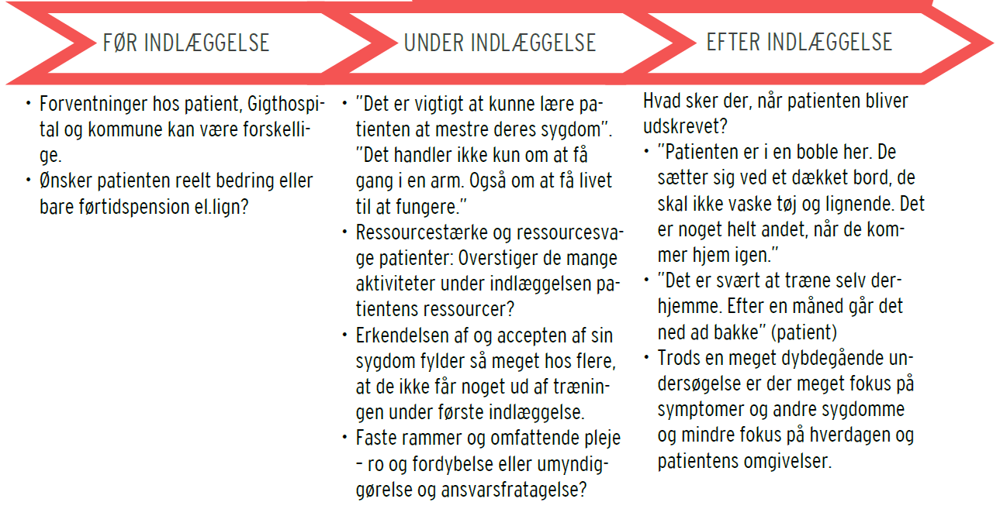 FØR INDLÆGGELSE
UNDER INDLÆGGELSE
EFTER INDLÆGGELSE
• Forventninger hos patient, Gigthospi-
tal og kommune kan være forskelli-
ge.
• Ønsker patienten reelt bedring eller
bare førtidspension el.lign?
• ”Det er vigtigt at kunne lære pa-
tienten at mestre deres sygdom”.
”Det handler ikke kun om at få
gang i en arm. Også om at få livet
til at fungere.”
• Ressourcestærke og ressourcesva-
ge patienter: Overstiger de mange
aktiviteter under indlæggelsen pa-
tientens ressourcer?
• Erkendelsen af og accepten af sin
sygdom fylder så meget hos flere,
at de ikke får noget ud af trænin-
gen under første indlæggelse.
• Faste rammer og omfattende pleje
– ro og fordybelse eller umyndig-
gørelse og ansvarsfratagelse?
Hvad sker der, når patienten bliver
udskrevet?
• ”Patienten er i en boble her. De
sætter sig ved et dækket bord, de
skal ikke vaske tøj og lignende. Det
er noget helt andet, når de kom-
mer hjem igen.”
• ”Det er svært at træne selv der-
hjemme. Efter en måned går det
ned ad bakke” (patient)
• Trods en meget dybdegående un-
dersøgelse er der meget fokus på
symptomer og andre sygdomme
og mindre fokus på hverdagen og
patientens omgivelser.